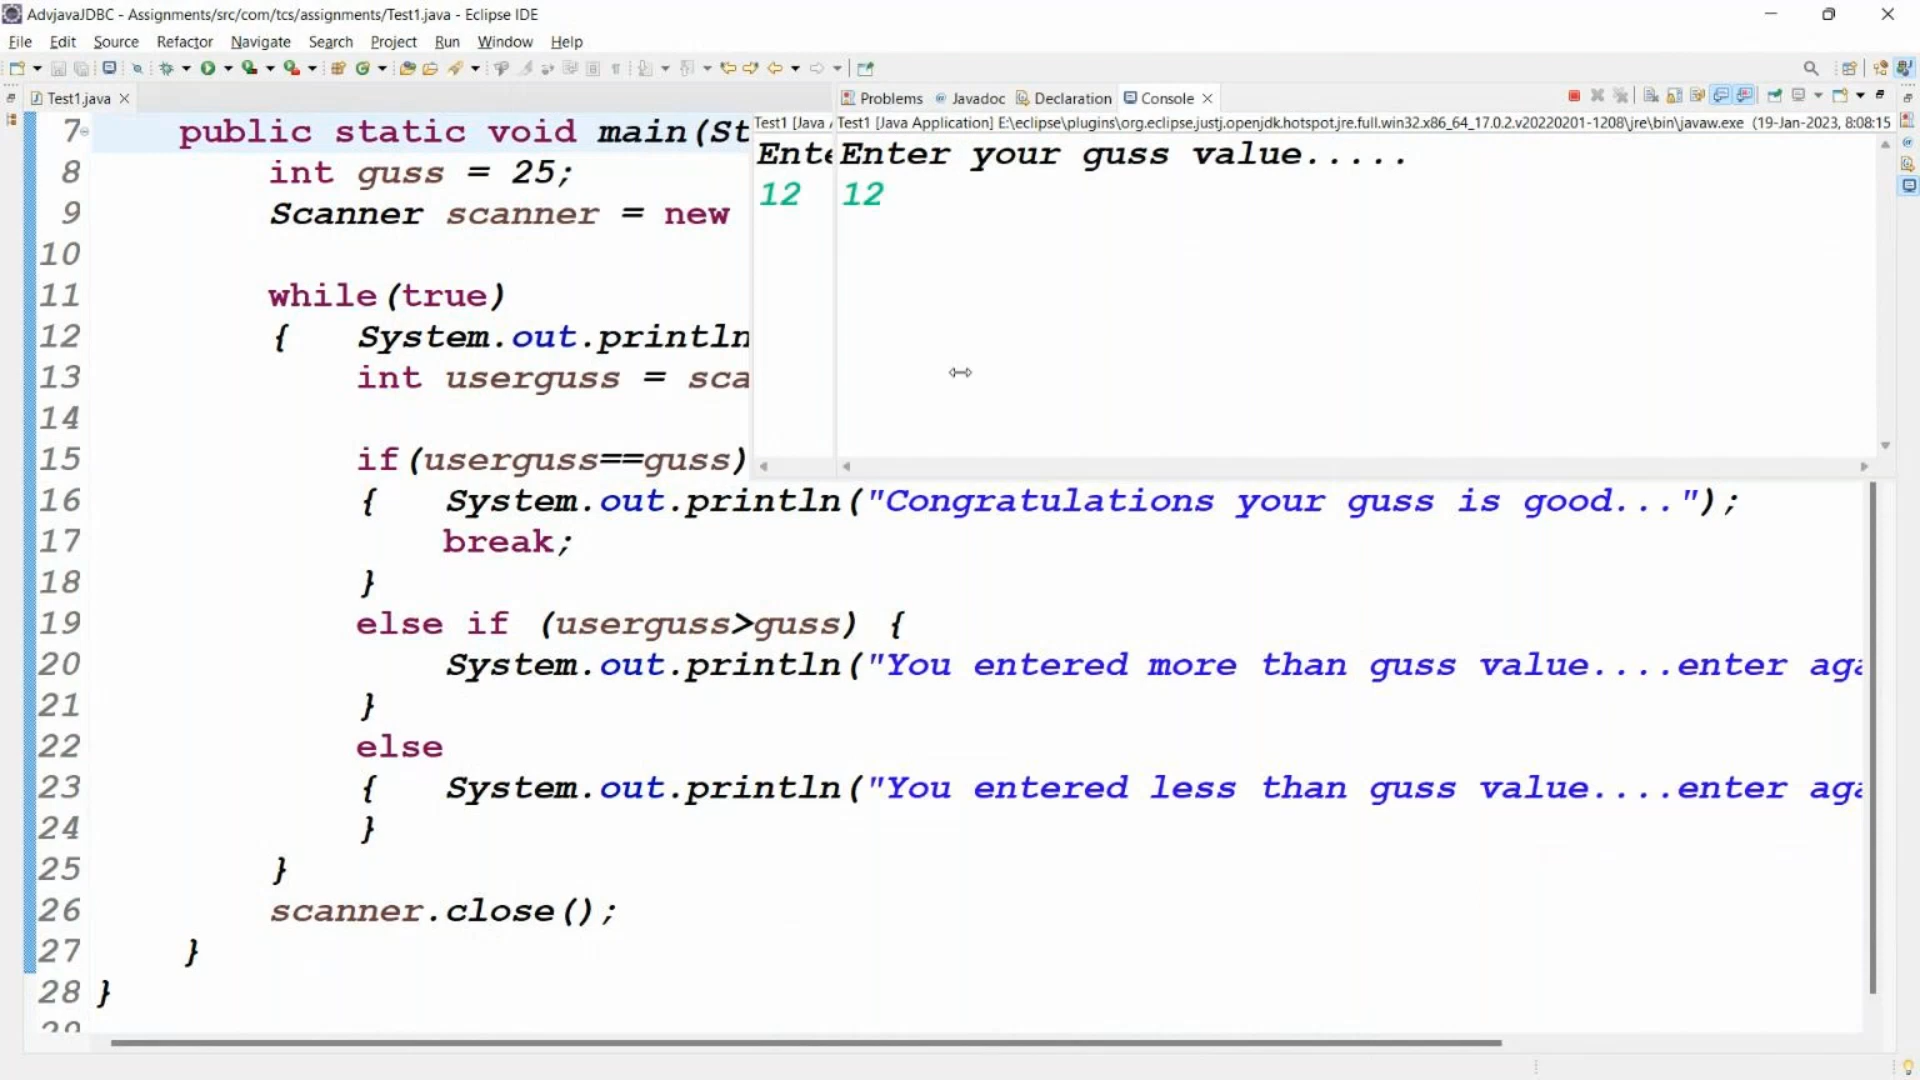 AdvjavaJDBC - Assignments/src/com/tcs/assignments/Test1.java - Eclipse IDE
File Edit Source Refactor Navigate Search Project Run Window Help
Test1.java
Problems Javadoc Declaration Console
Test1 [Java A
Test1 [Java Application] E:\eclipse\plugins\org.eclipse.justj.openjdk.hotspot.jre.full.win32.x86_64_17.0.2.v20220201-1208\jre\bin\javaw.exe (19-Jan-2023, 8:08:15
Ente
Enter your guss value.....
12
12
7 public static void main(St
8 int guss = 25;
9 Scanner scanner = new
10
11 while(true)
12 { System.out.println
13 int userguss = sca
14
15 if(userguss==guss)
16 { System.out.println("Congratulations your guss is good...");
17 break;
18 }
19 else if (userguss>guss) {
20 System.out.println("You entered more than guss value....enter aga
21 }
22 else
23 { System.out.println("You entered less than guss value....enter aga
24 }
25 }
26 scanner.close();
27 }
28 }
29